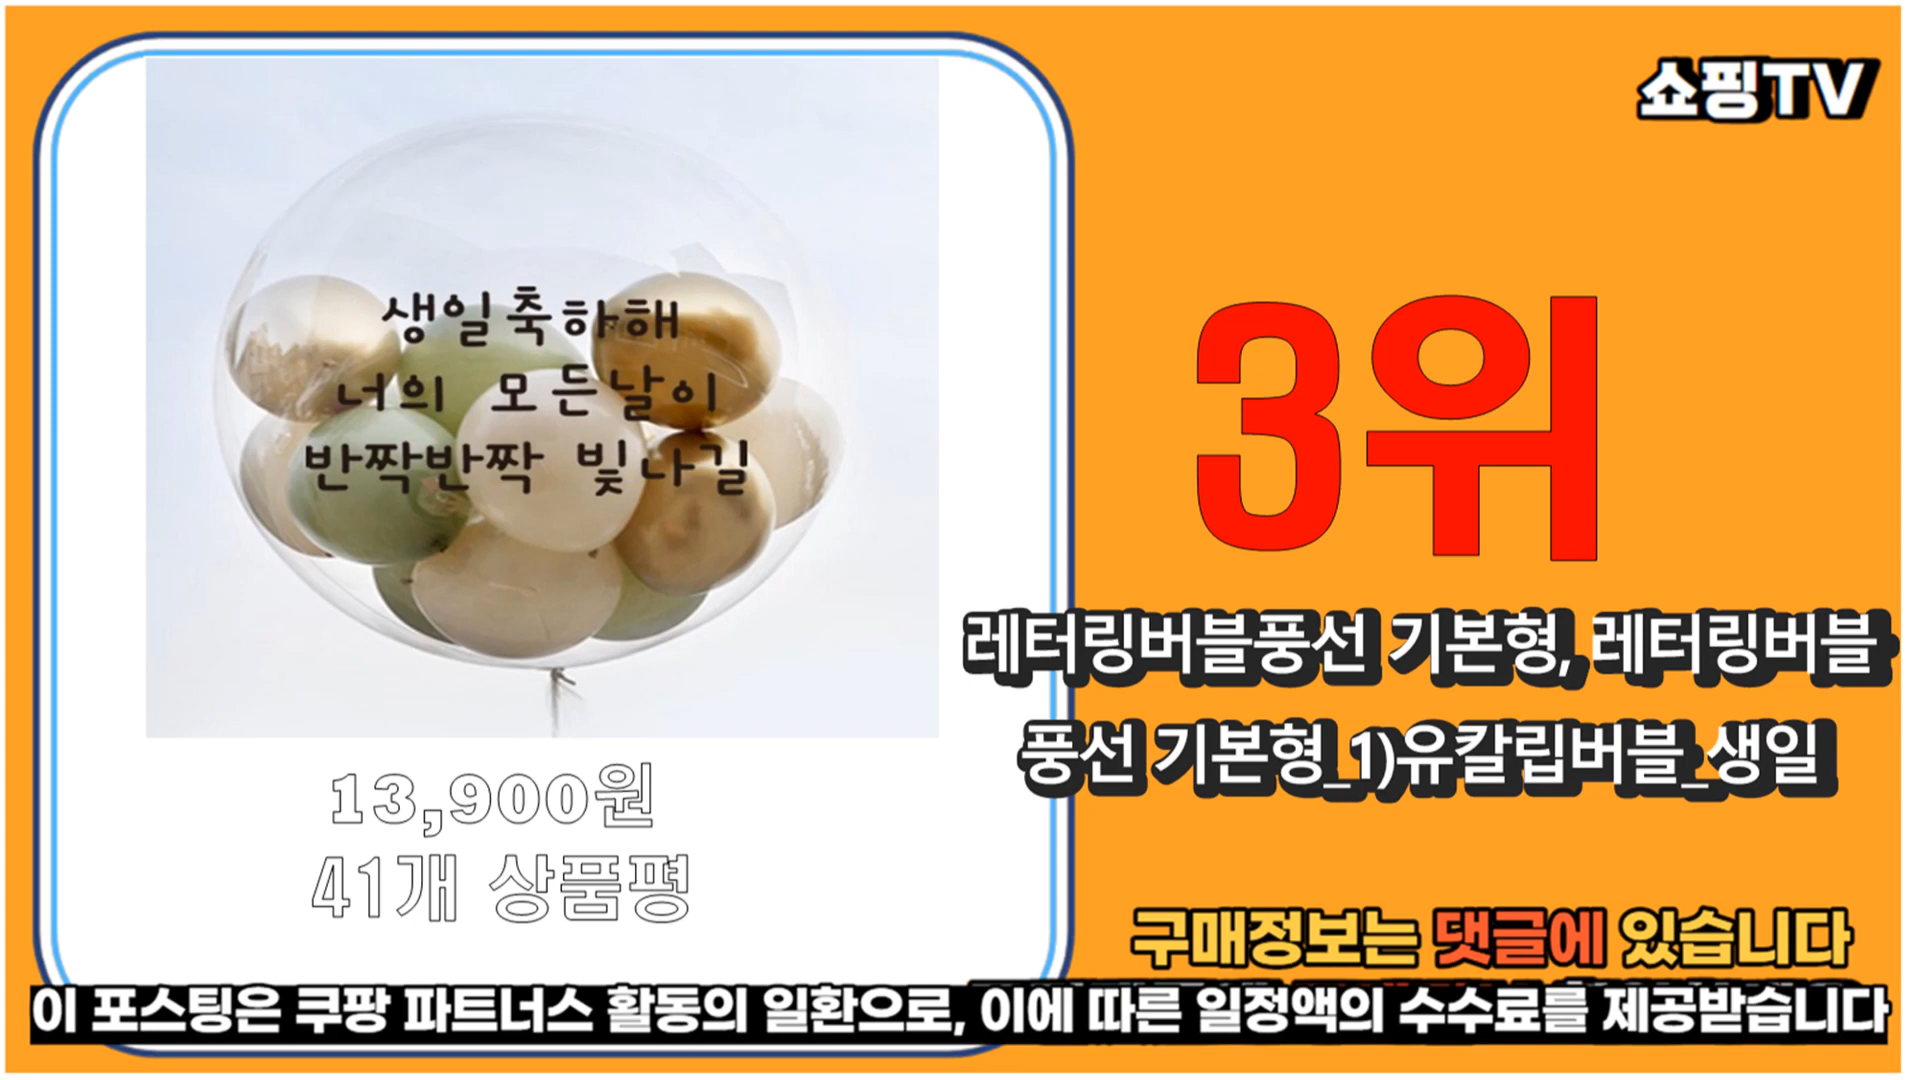 쇼핑TV
생일축하해
너의 모든날이
반짝반짝 빛나길
3위
레터링버블풍선 기본형, 레터링버블
풍선 기본형_1)유칼립버블_생일
13,900원
41개 상품평
구매정보는 댓글에 있습니다
이 포스팅은 쿠팡 파트너스 활동의 일환으로, 이에 따른 일정액의 수수료를 제공받습니다